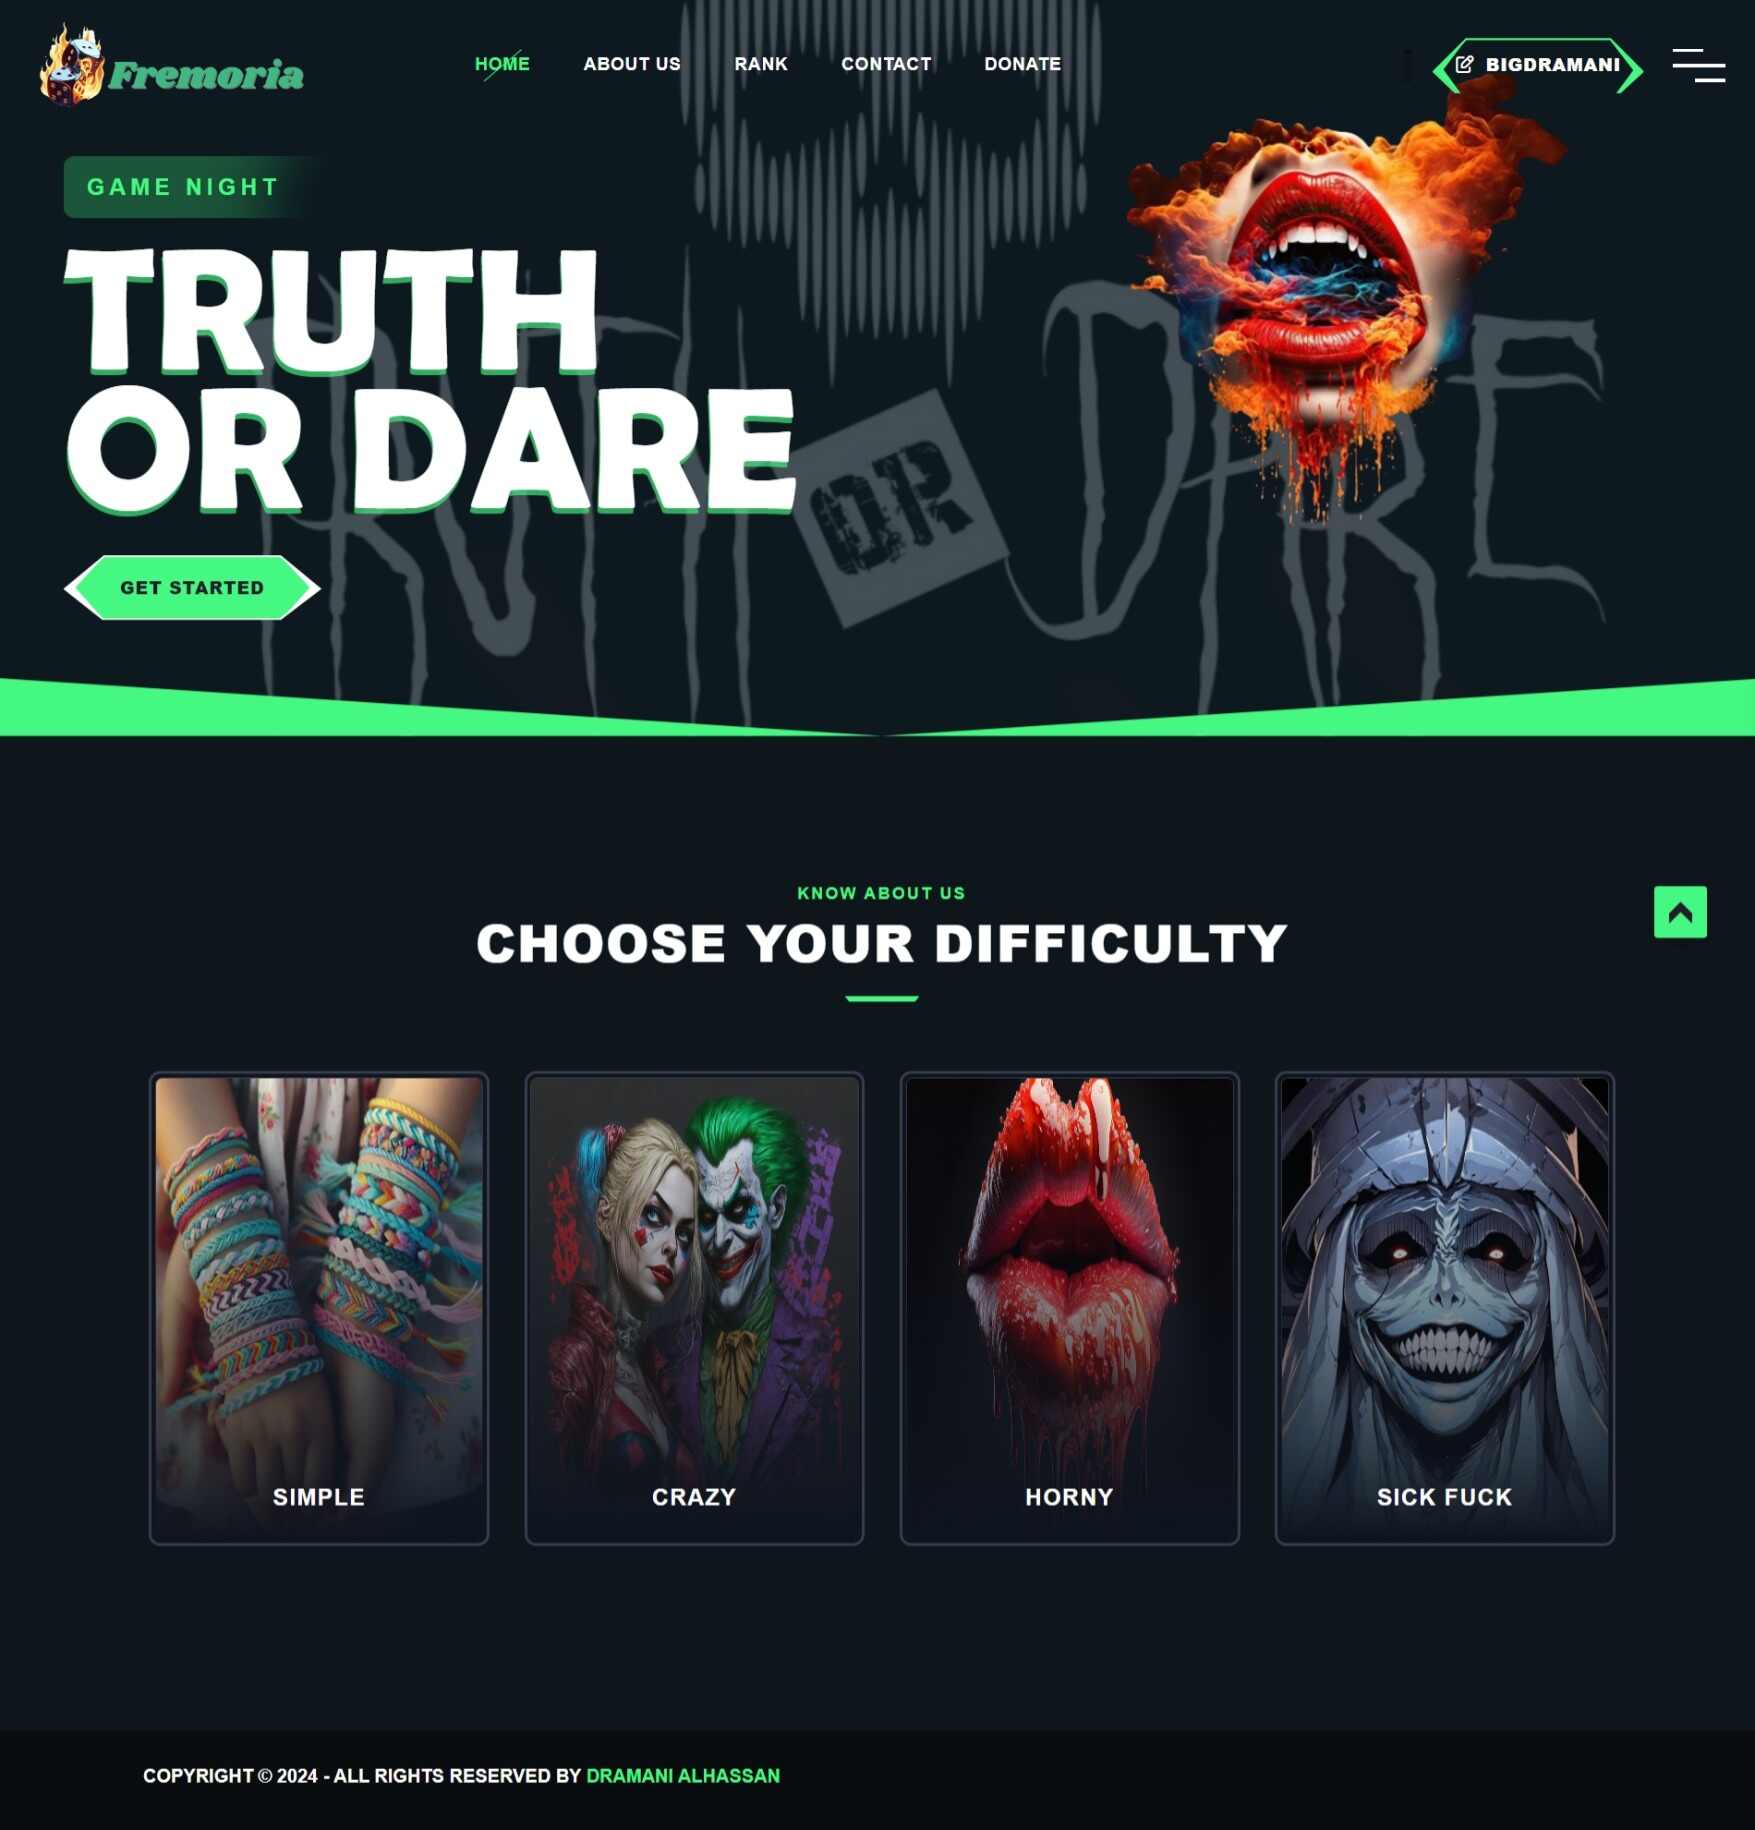 Fremoria
HOME
ABOUT US
RANK
CONTACT
DONATE
BIGDRAMANI
GAME NIGHT
TRUTH
OR DARE
TRUTH OR DARE
GET STARTED
KNOW ABOUT US
CHOOSE YOUR DIFFICULTY
SIMPLE
CRAZY
HORNY
SICK FUCK
COPYRIGHT © 2024 - ALL RIGHTS RESERVED BY DRAMANI ALHASSAN